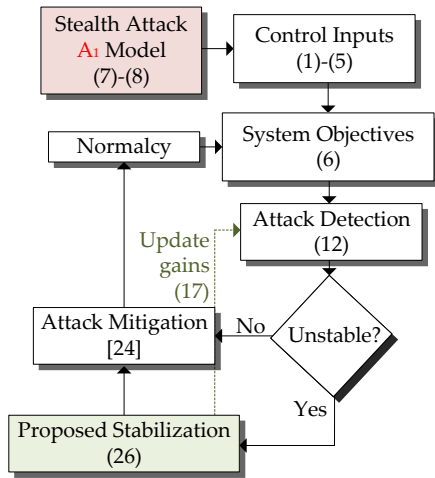 Stealth Attack
A1 Model
(7)-(8)
Control Inputs
(1)-(5)
System Objectives
(6)
Normalcy
Attack Detection
(12)
Update
gains
(17)
Attack Mitigation
[24]
No
Unstable?
Yes
Proposed Stabilization
(26)